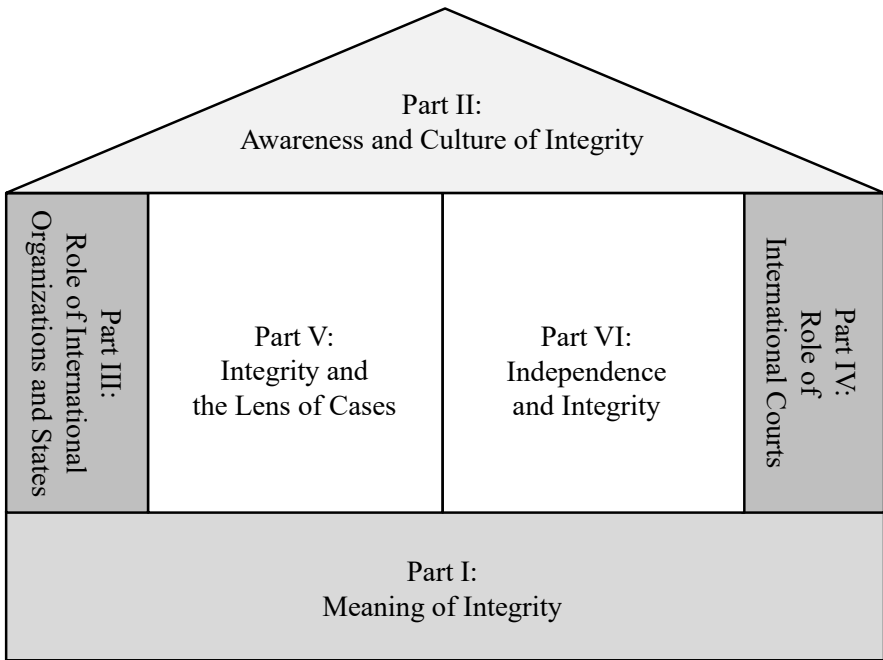 Part II:
Awareness and Culture of Integrity
Part III:
Role of International
Organizations and States
Part V:
Integrity and
the Lens of Cases
Part VI:
Independence
and Integrity
Part IV:
Role of
International Courts
Part I:
Meaning of Integrity